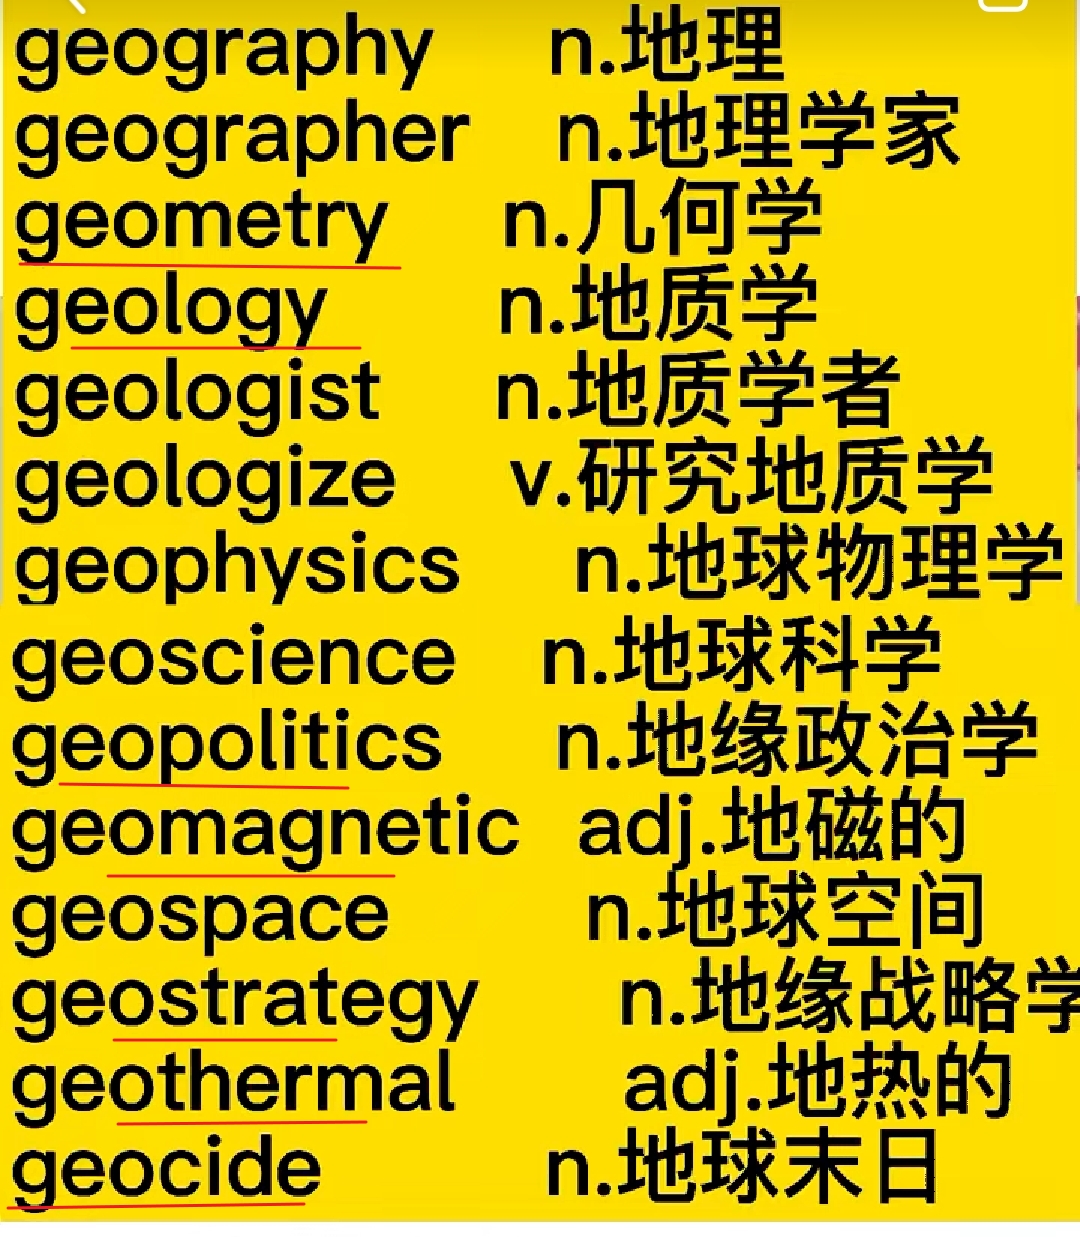 geography n.地理
geographer n.地理学家
geometry n.几何学
geology n.地质学
geologist n.地质学者
geologize v.研究地质学
geophysics n.地球物理学
geoscience n.地球科学
geopolitics n.地缘政治学
geomagnetic adj.地磁的
geospace n.地球空间
geostrategy n.地缘战略学
geothermal adj.地热的
geocide n.地球末日